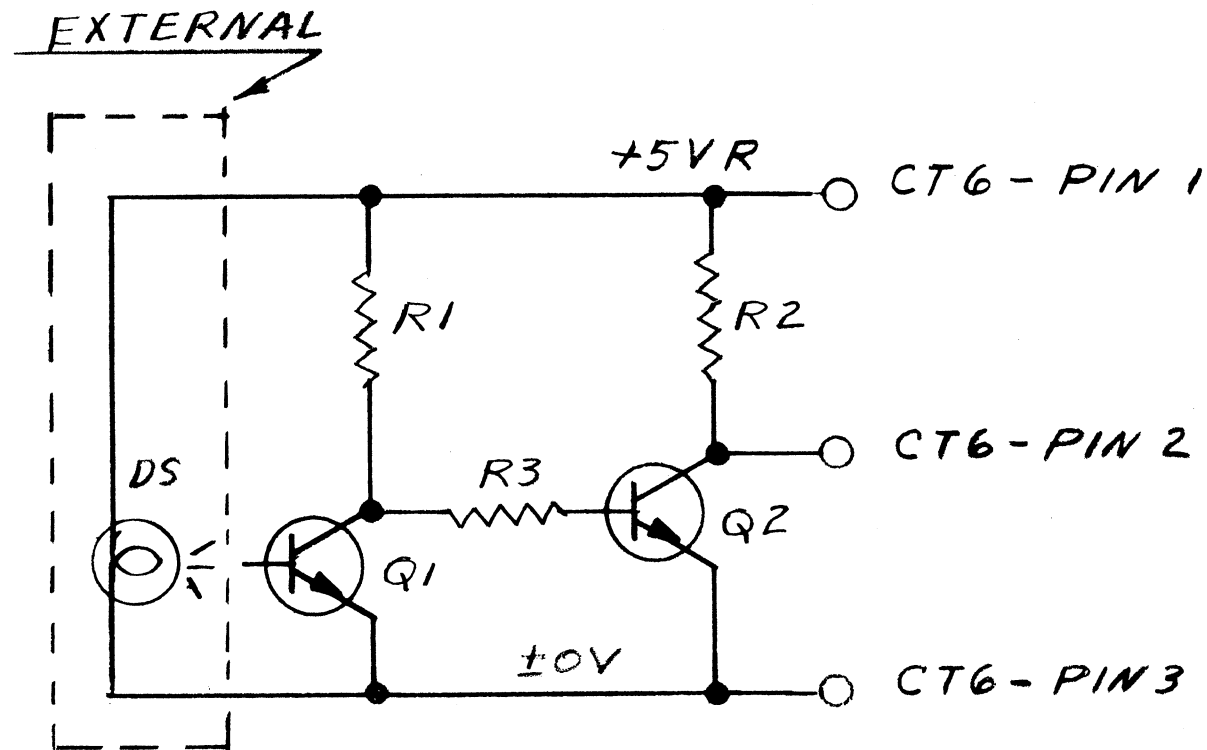 EXTERNAL
+5VR
CT6-PIN 1
R1
R2
CT6-PIN 2
DS
R3
Q2
Q1
±0V
CT6-PIN 3